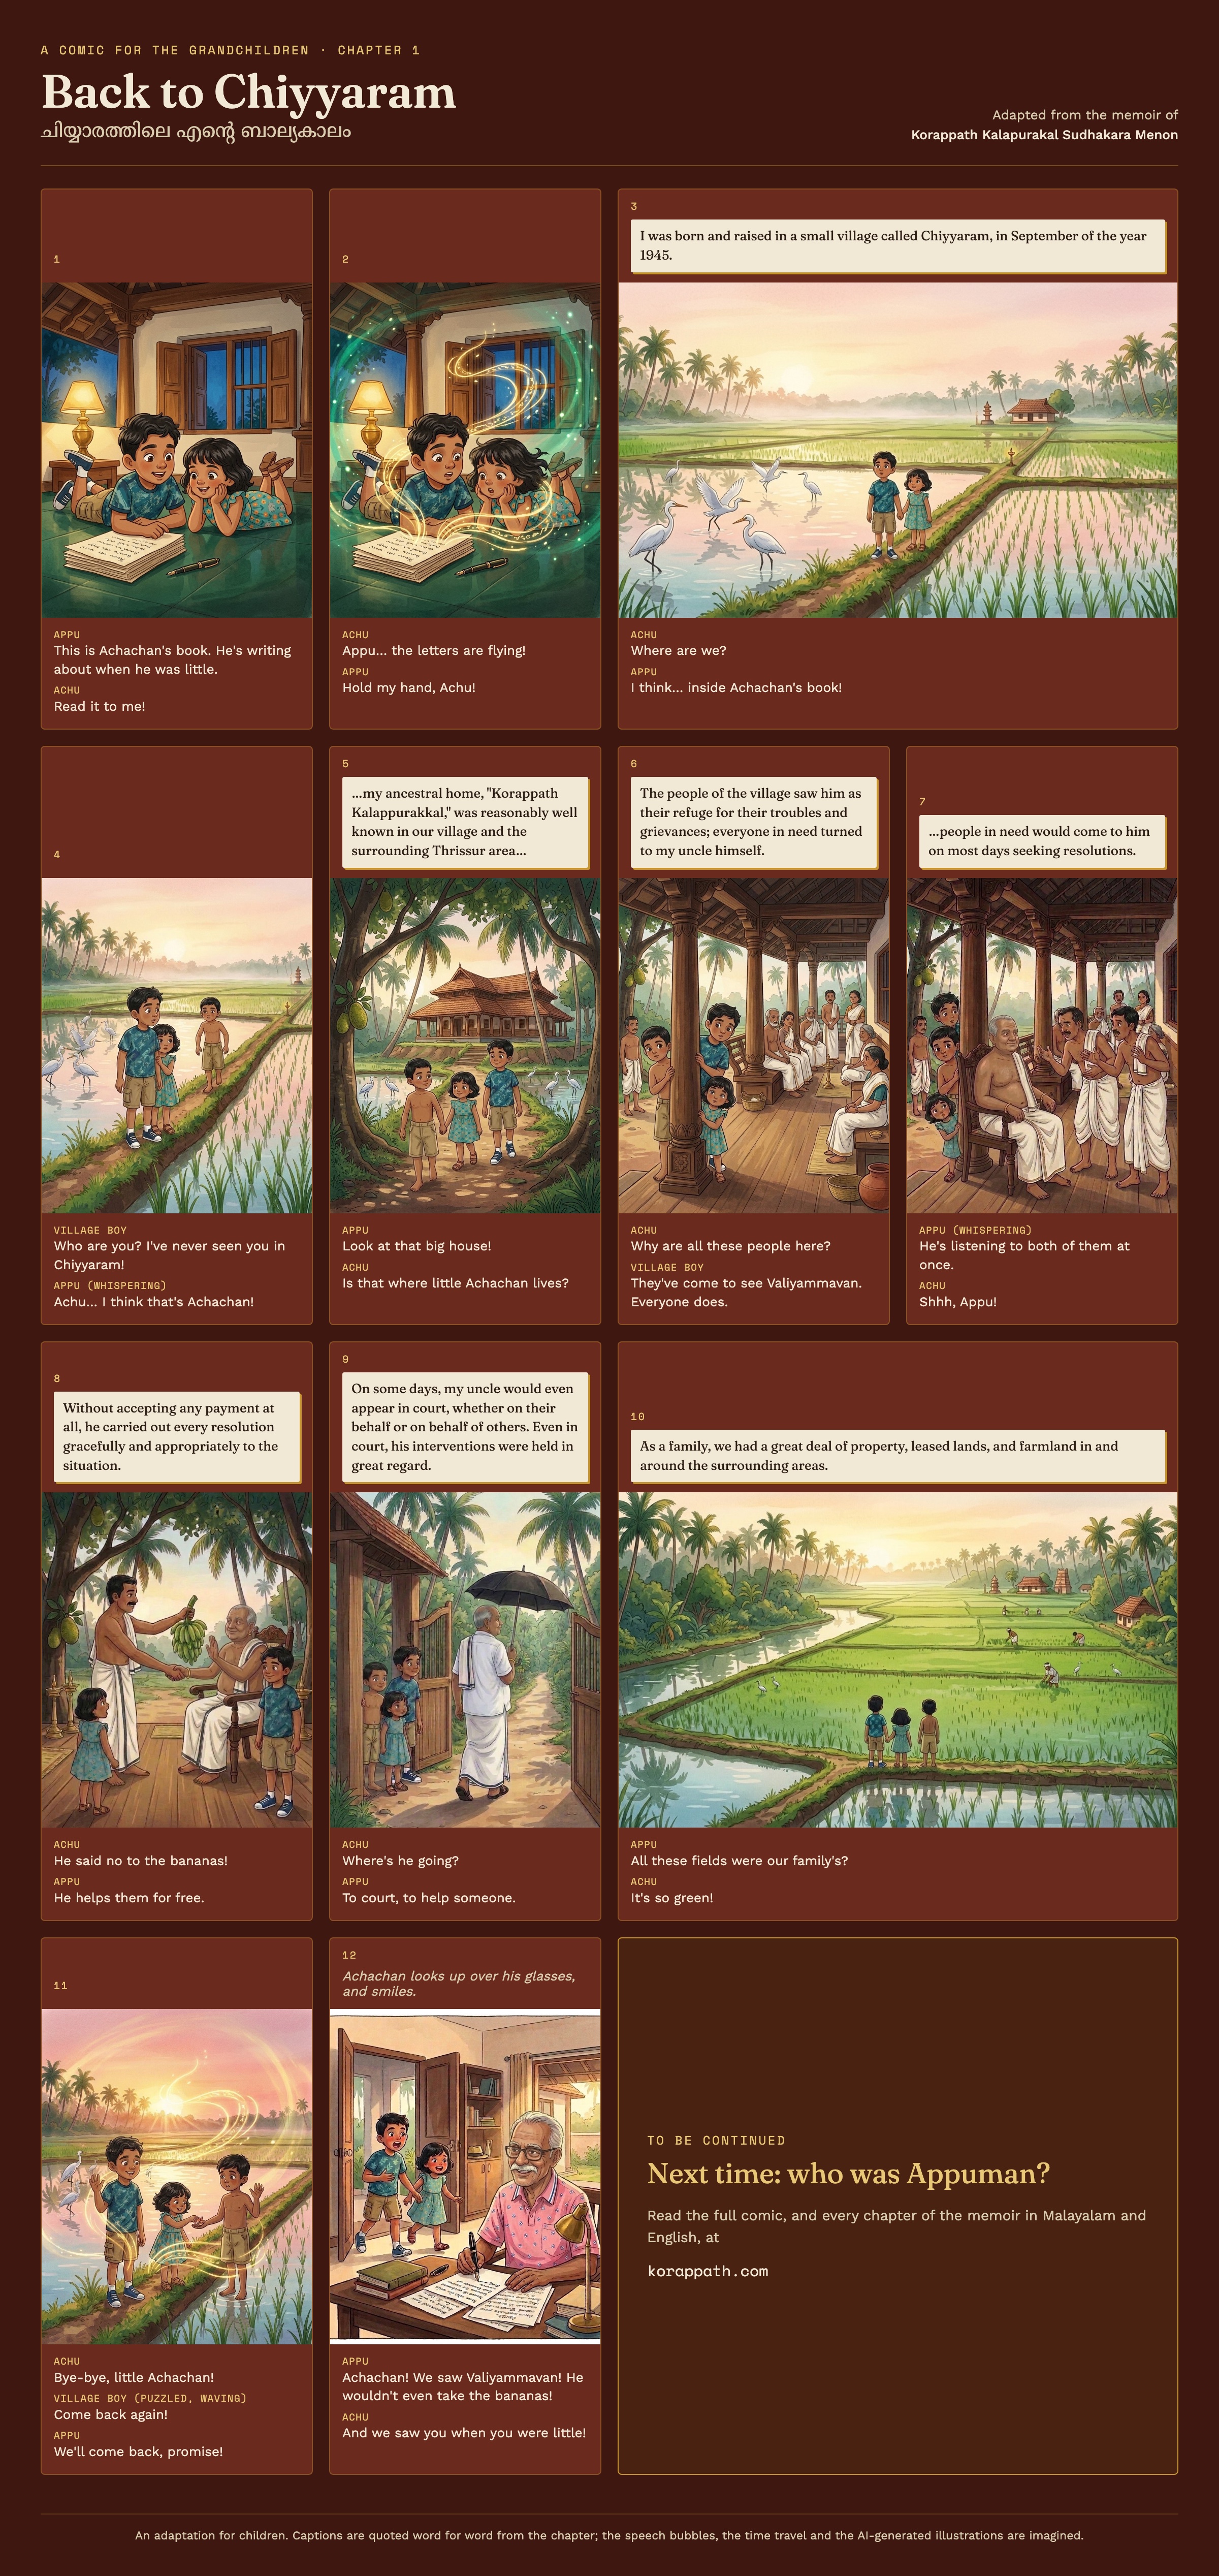 A COMIC FOR THE GRANDCHILDREN · CHAPTER 1
Back to Chiyyaram
ചിയ്യാരത്തിലെ എന്റെ ബാല്യകാലം
Adapted from the memoir of
Korappath Kalapurakal Sudhakara Menon
1
APPU
This is Achachan's book. He's writing
about when he was little.
ACHU
Read it to me!
2
ACHU
Appu... the letters are flying!
APPU
Hold my hand, Achu!
3
I was born and raised in a small village called Chiyyaram, in September of the year
1945.
ACHU
Where are we?
APPU
I think... inside Achachan's book!
4
VILLAGE BOY
Who are you? I've never seen you in
Chiyyaram!
APPU (WHISPERING)
Achu... I think that's Achachan!
5
...my ancestral home, "Korappath
Kalappurakkal," was reasonably well
known in our village and the
surrounding Thrissur area...
APPU
Look at that big house!
ACHU
Is that where little Achachan lives?
6
The people of the village saw him as
their refuge for their troubles and
grievances; everyone in need turned
to my uncle himself.
ACHU
Why are all these people here?
VILLAGE BOY
They've come to see Valiyammavan.
Everyone does.
7
...people in need would come to him
on most days seeking resolutions.
APPU (WHISPERING)
He's listening to both of them at
once.
ACHU
Shhh, Appu!
8
Without accepting any payment at
all, he carried out every resolution
gracefully and appropriately to the
situation.
ACHU
He said no to the bananas!
APPU
He helps them for free.
9
On some days, my uncle would even
appear in court, whether on their
behalf or on behalf of others. Even in
court, his interventions were held in
great regard.
ACHU
Where's he going?
APPU
To court, to help someone.
10
As a family, we had a great deal of property, leased lands, and farmland in and
around the surrounding areas.
APPU
All these fields were our family's?
ACHU
It's so green!
11
ACHU
Bye-bye, little Achachan!
VILLAGE BOY (PUZZLED, WAVING)
Come back again!
APPU
We'll come back, promise!
12
Achachan looks up over his glasses,
and smiles.
APPU
Achachan! We saw Valiyammavan! He
wouldn't even take the bananas!
ACHU
And we saw you when you were little!
TO BE CONTINUED
Next time: who was Appuman?
Read the full comic, and every chapter of the memoir in Malayalam and
English, at
korappath.com
An adaptation for children. Captions are quoted word for word from the chapter; the speech bubbles, the time travel and the AI-generated illustrations are imagined.